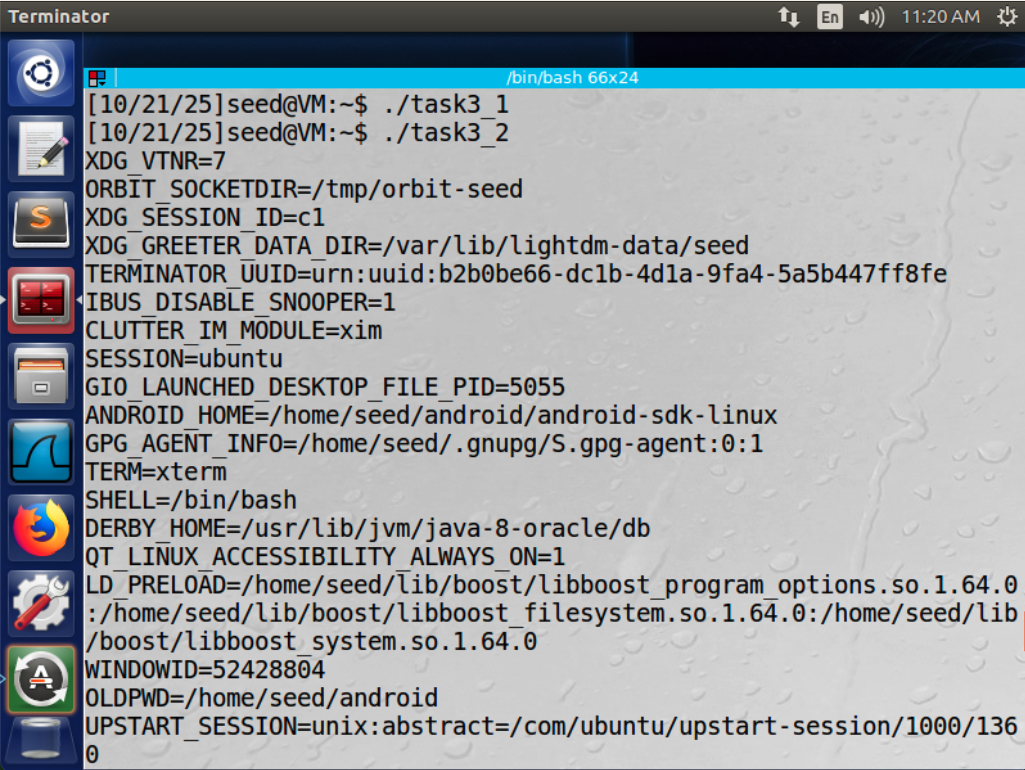 Terminator
En
11:20 AM
/bin/bash 66x24
[10/21/25]seed@VM:~$ ./task3_1
[10/21/25]seed@VM:~$ ./task3_2
XDG_VTNR=7
ORBIT_SOCKETDIR=/tmp/orbit-seed
XDG_SESSION_ID=c1
XDG_GREETER_DATA_DIR=/var/lib/lightdm-data/seed
TERMINATOR_UUID=urn:uuid:b2b0be66-dc1b-4d1a-9fa4-5a5b447ff8fe
IBUS_DISABLE_SNOOPER=1
CLUTTER_IM_MODULE=xim
SESSION=ubuntu
GIO_LAUNCHED_DESKTOP_FILE_PID=5055
ANDROID_HOME=/home/seed/android/android-sdk-linux
GPG_AGENT_INFO=/home/seed/.gnupg/S.gpg-agent:0:1
TERM=xterm
SHELL=/bin/bash
DERBY_HOME=/usr/lib/jvm/java-8-oracle/db
QT_LINUX_ACCESSIBILITY_ALWAYS_ON=1
LD_PRELOAD=/home/seed/lib/boost/libboost_program_options.so.1.64.0
:/home/seed/lib/boost/libboost_filesystem.so.1.64.0:/home/seed/lib
/boost/libboost_system.so.1.64.0
WINDOWID=52428804
OLDPWD=/home/seed/android
UPSTART_SESSION=unix:abstract=/com/ubuntu/upstart-session/1000/136
0